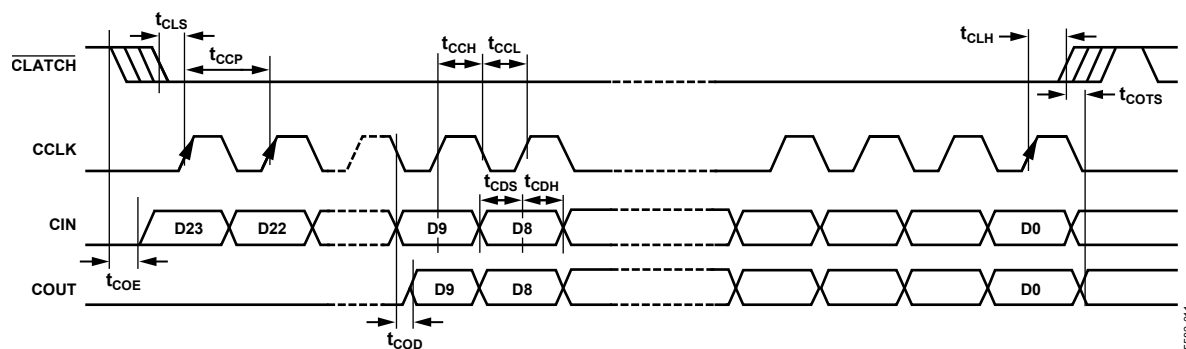 tCLS
tCCP
tCCH
tCCL
tCLH
CLATCH
tCOTS
CCLK
tCDS
tCDH
CIN
D23
D22
D9
D8
D0
tCOE
COUT
D9
D8
D0
tCOD